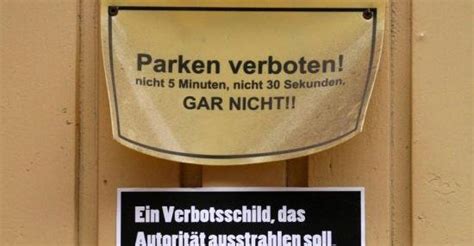 Parken verboten!
nicht 5 Minuten, nicht 30 Sekunden.
GAR NICHT!!
Ein Verbotsschild, das
Autorität ausstrahlen soll,